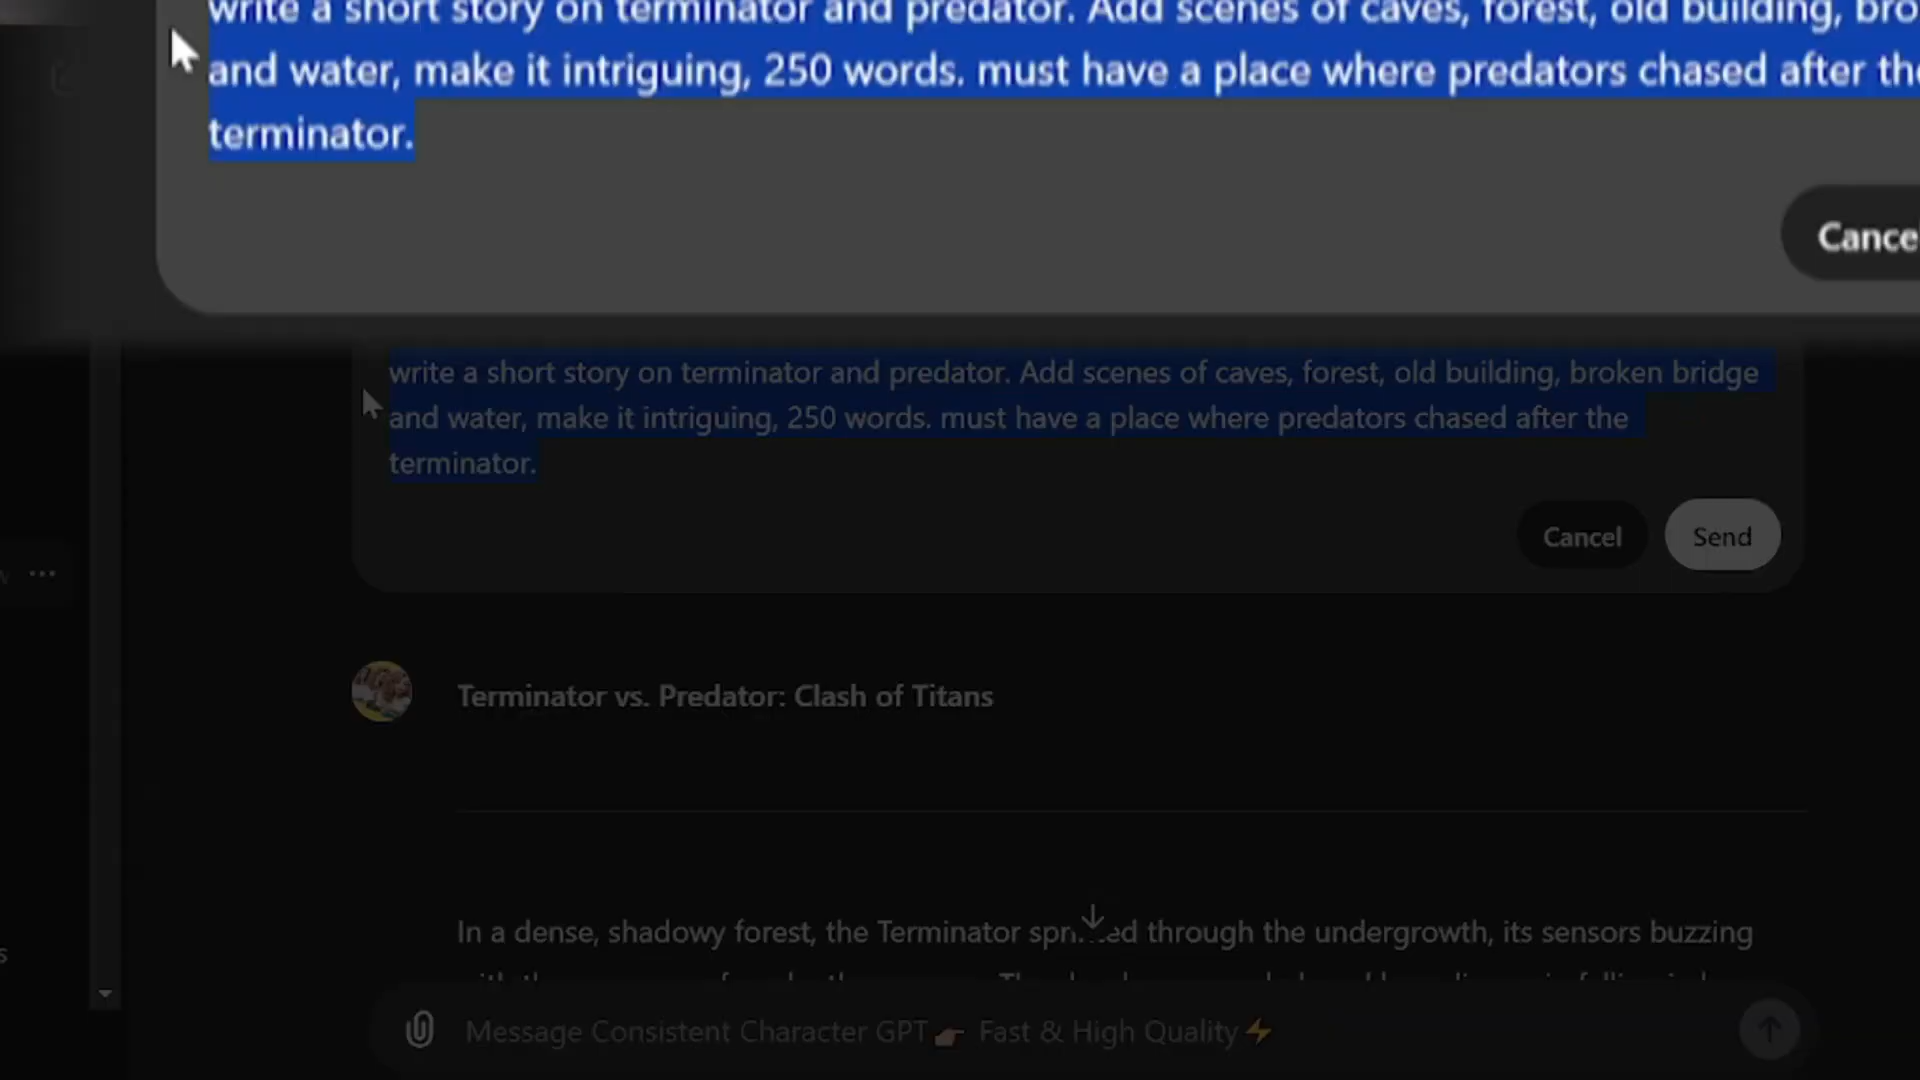 write a short story on terminator and predator. Add scenes of caves, forest, old building, bro
and water, make it intriguing, 250 words. must have a place where predators chased after the
terminator.
Cance
write a short story on terminator and predator. Add scenes of caves, forest, old building, broken bridge
and water, make it intriguing, 250 words. must have a place where predators chased after the
terminator.
Cancel
Send
Terminator vs. Predator: Clash of Titans
In a dense, shadowy forest, the Terminator through the undergrowth, its sensors buzzing
Message Consistent Character GPT👉 Fast & High Quality⚡